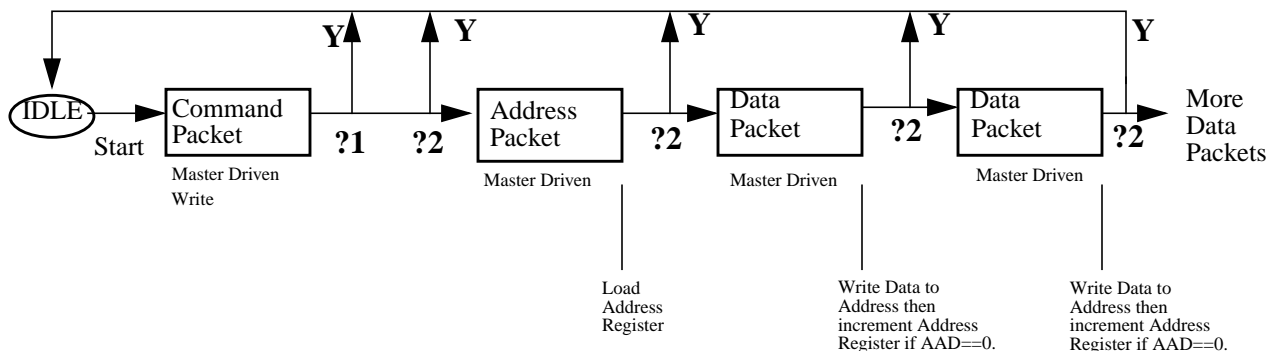 Y
Y
Y
Y
Y
IDLE
Start
Command
Packet
?1
?2
Address
Packet
?2
Data
Packet
?2
Data
Packet
?2
More
Data
Packets
Master Driven
Write
Master Driven
Master Driven
Master Driven
Load
Address
Register
Write Data to
Address then
increment Address
Register if AAD==0.
Write Data to
Address then
increment Address
Register if AAD==0.